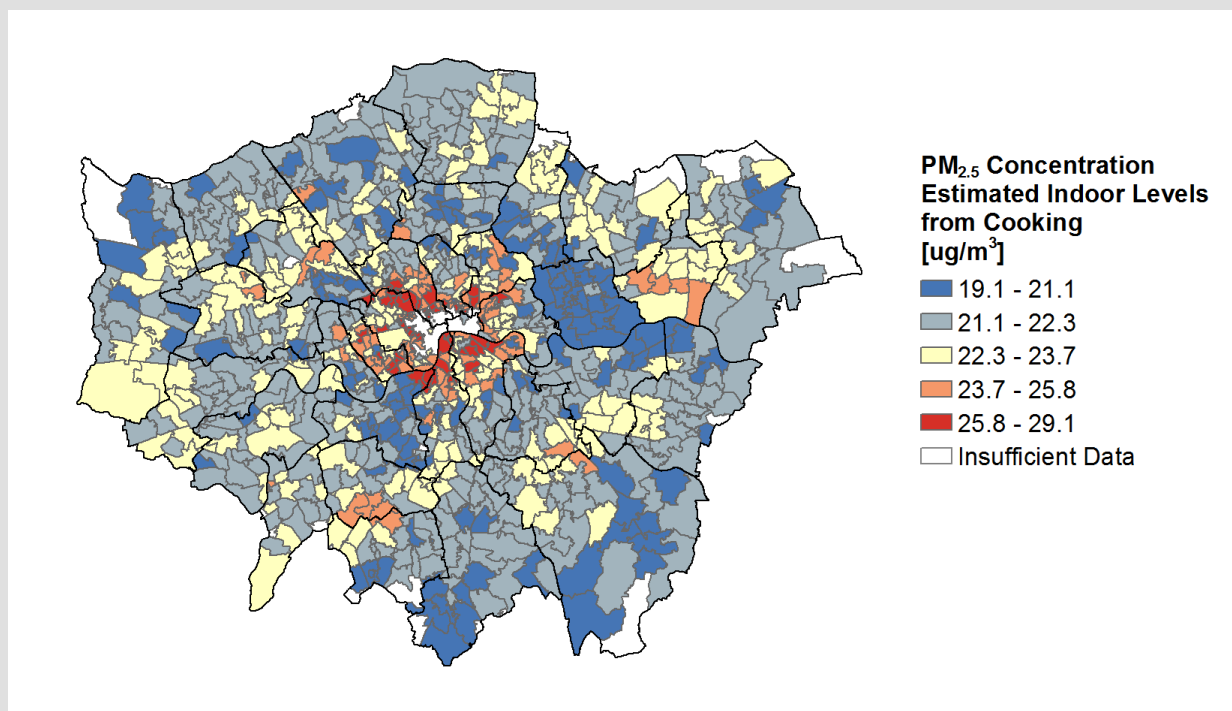 PM2.5 Concentration
Estimated Indoor Levels
from Cooking
[ug/m3]
19.1 - 21.1
21.1 - 22.3
22.3 - 23.7
23.7 - 25.8
25.8 - 29.1
Insufficient Data